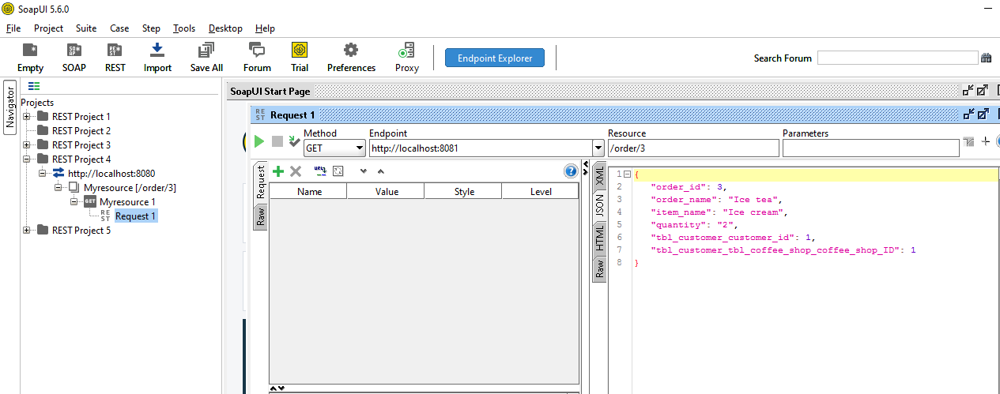 SoapUI 5.6.0
File Project Suite Case Step Tools Desktop Help
Empty SOAP REST Import Save All Forum Trial Preferences Proxy Endpoint Explorer Search Forum
Navigator
Projects
REST Project 1
REST Project 2
REST Project 3
REST Project 4
http://localhost:8080
Myresource [/order/3]
GET Myresource 1
REST Request 1
REST Project 5
SoapUI Start Page
REST Request 1
Method Endpoint Resource Parameters
GET http://localhost:8081 /order/3
Request
Raw
Name Value Style Level
XML
JSON
HTML
Raw
1 {
2 "order_id": 3,
3 "order_name": "Ice tea",
4 "item_name": "Ice cream",
5 "quantity": "2",
6 "tbl_customer_customer_id": 1,
7 "tbl_customer_tbl_coffee_shop_coffee_shop_ID": 1
8 }